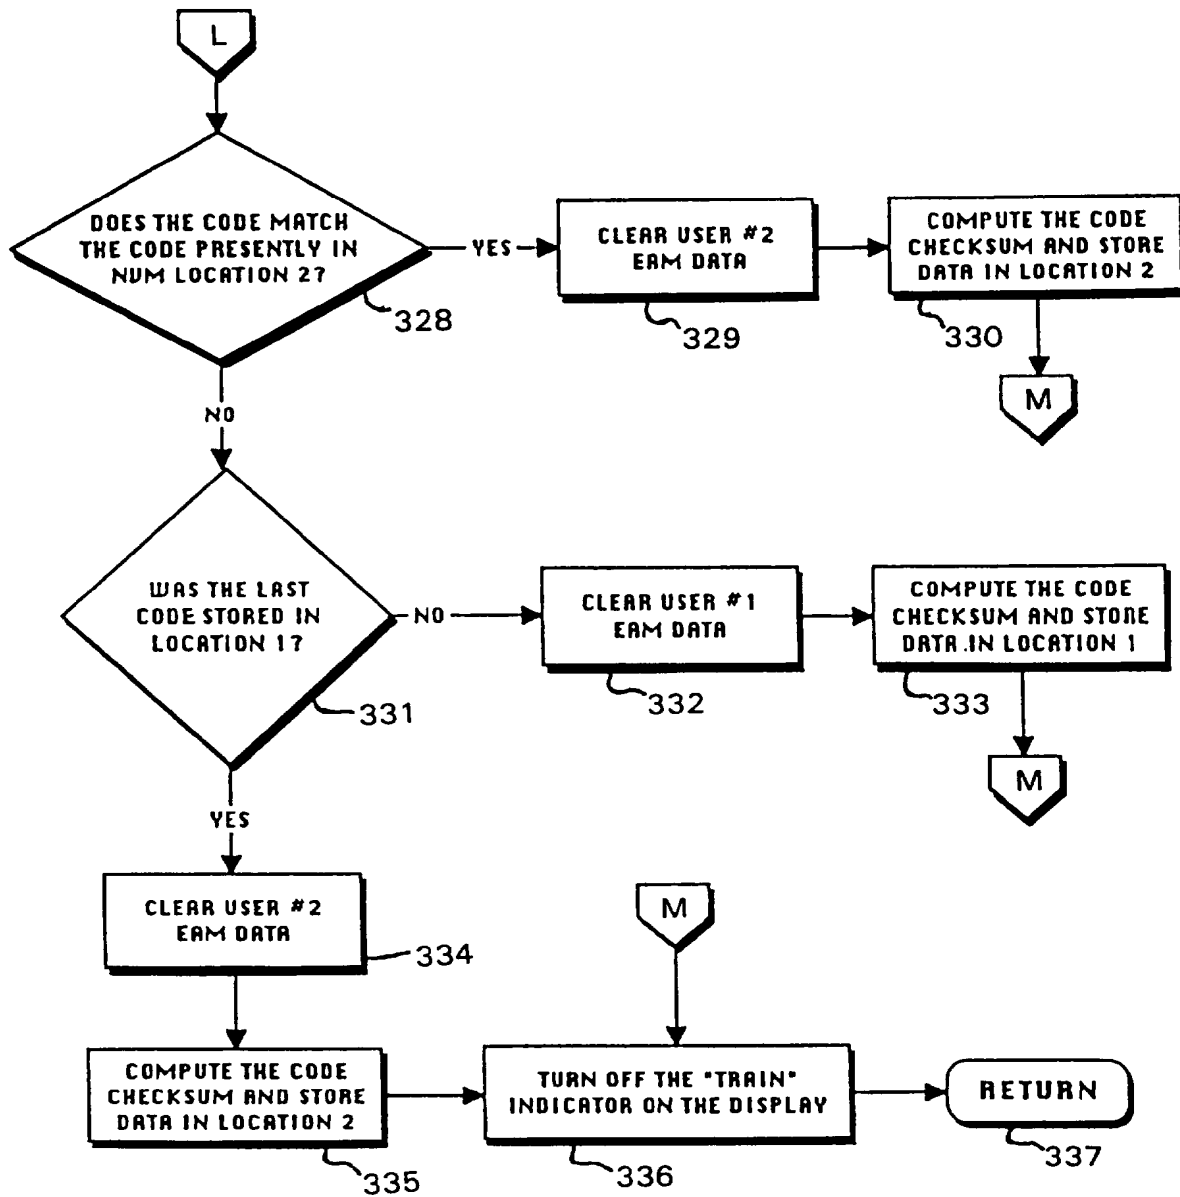 L
DOES THE CODE MATCH
THE CODE PRESENTLY IN
NVM LOCATION 2?
328
YES
CLEAR USER #2
EAM DATA
329
COMPUTE THE CODE
CHECKSUM AND STORE
DATA IN LOCATION 2
330
M
NO
WAS THE LAST
CODE STORED IN
LOCATION 1?
331
NO
CLEAR USER #1
EAM DATA
332
COMPUTE THE CODE
CHECKSUM AND STORE
DATA IN LOCATION 1
333
M
YES
CLEAR USER #2
EAM DATA
334
COMPUTE THE CODE
CHECKSUM AND STORE
DATA IN LOCATION 2
335
M
TURN OFF THE "TRAIN"
INDICATOR ON THE DISPLAY
336
RETURN
337